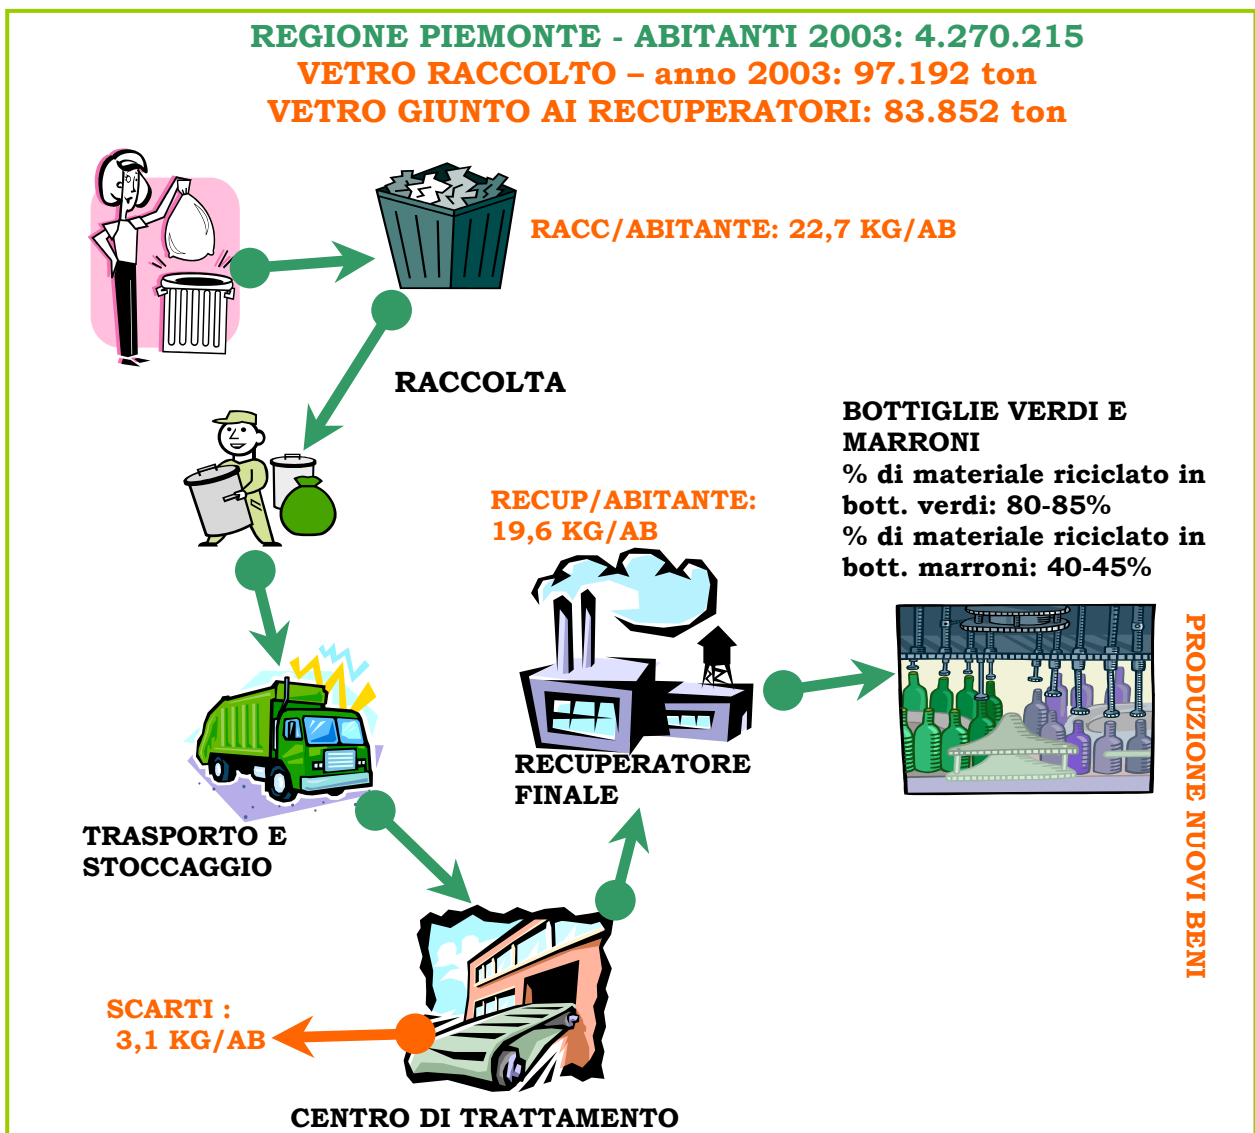 REGIONE PIEMONTE - ABITANTI 2003: 4.270.215
VETRO RACCOLTO – anno 2003: 97.192 ton
VETRO GIUNTO AI RECUPERATORI: 83.852 ton
RACC/ABITANTE: 22,7 KG/AB
RACCOLTA
BOTTIGLIE VERDI E
MARRONI
% di materiale riciclato in
bott. verdi: 80-85%
% di materiale riciclato in
bott. marroni: 40-45%
RECUP/ABITANTE:
19,6 KG/AB
PRODUZIONE NUOVI BENI
RECUPERATORE
FINALE
TRASPORTO E
STOCCAGGIO
SCARTI :
3,1 KG/AB
CENTRO DI TRATTAMENTO